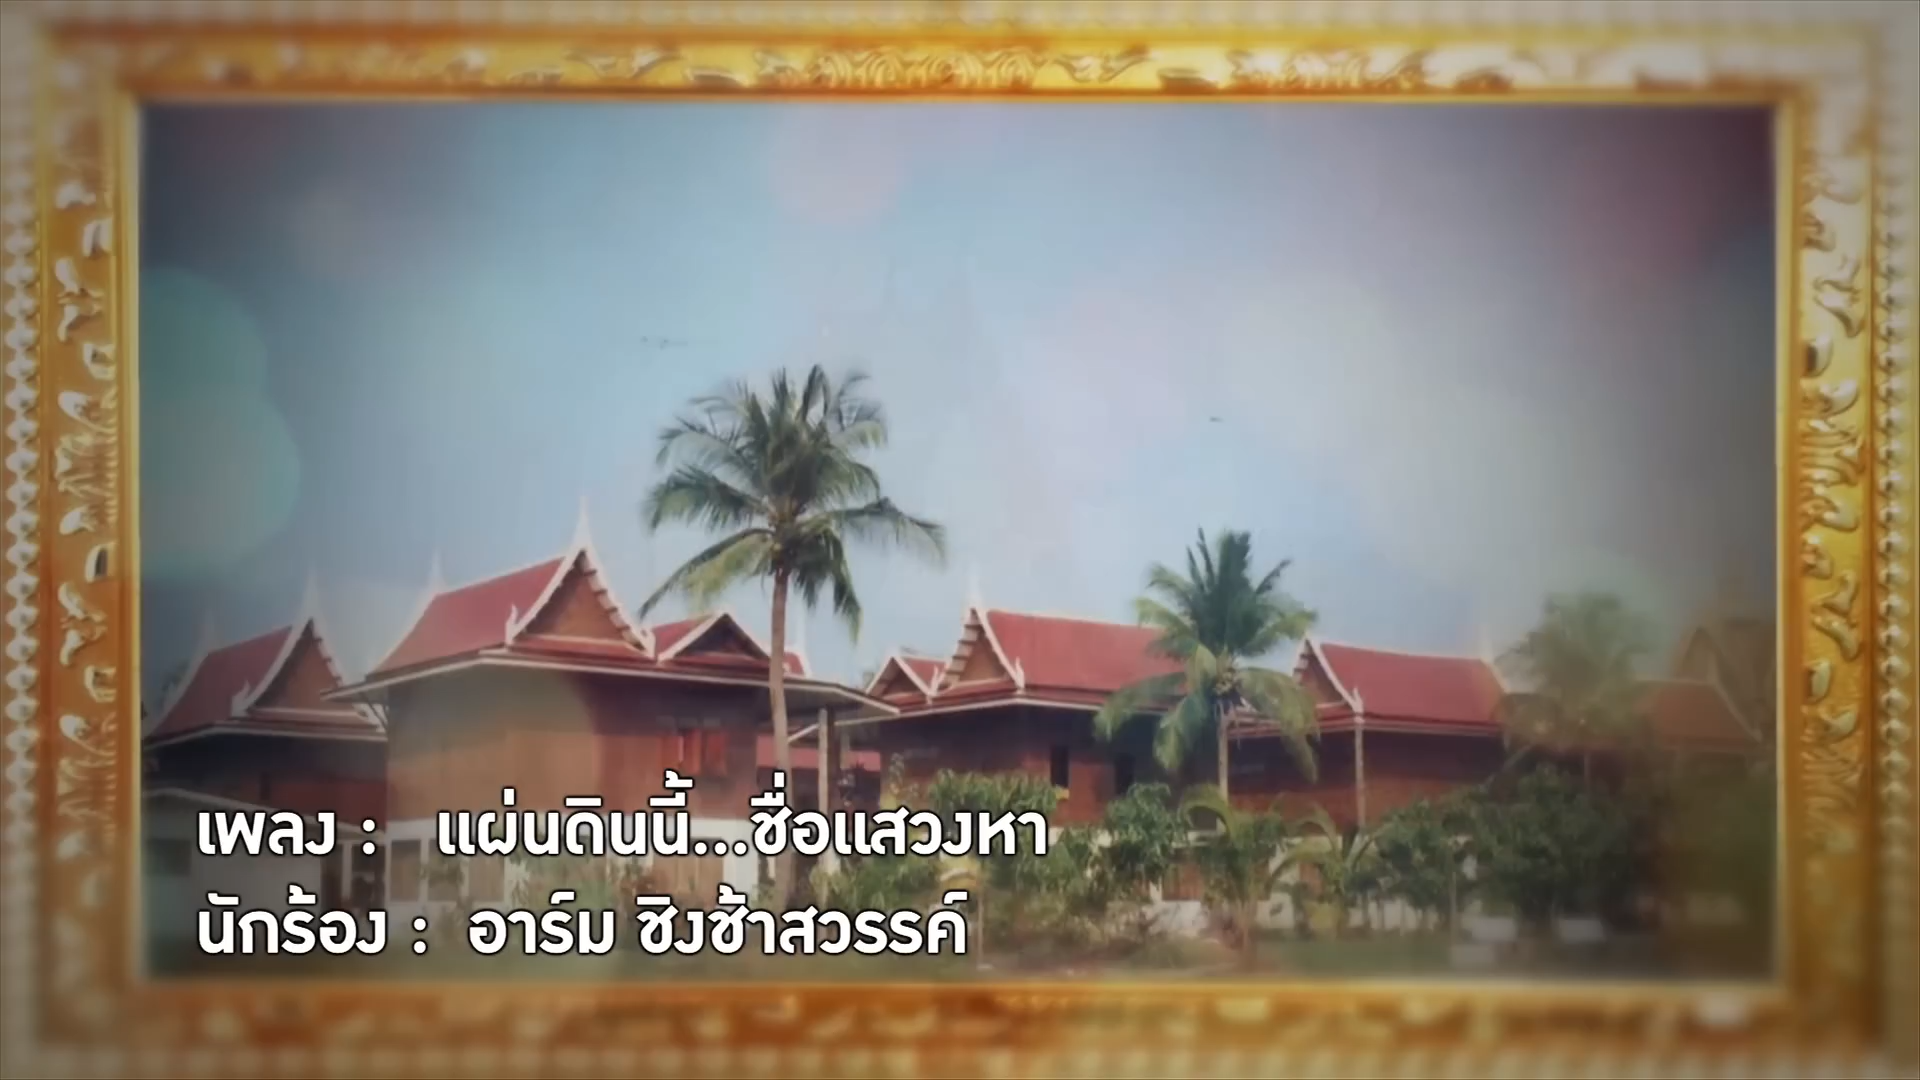 เพลง : แผ่นดินนี้...ชื่อแสวงหา
นักร้อง : อาร์ม ชิงช้าสวรรค์